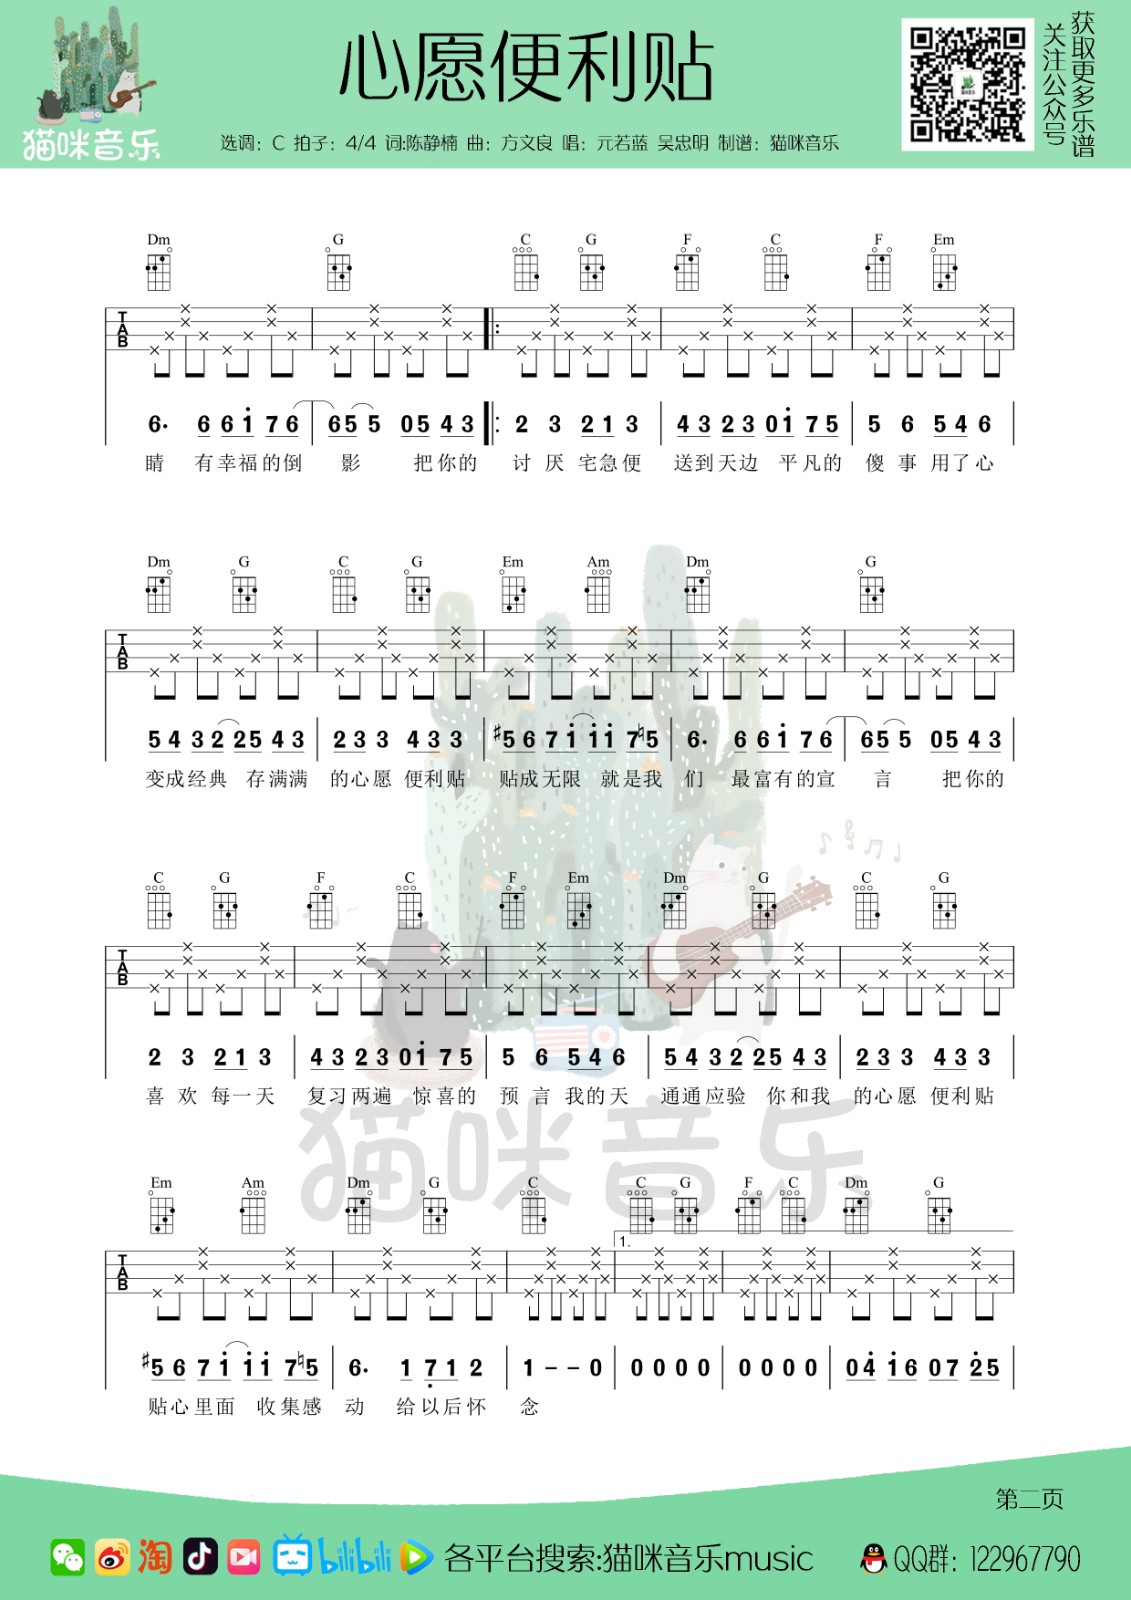 猫咪音乐
心愿便利贴
选调：C 拍子：4/4 词:陈静楠 曲：方文良 唱：元若蓝 吴忠明 制谱：猫咪音乐
获取更多乐谱
关注公众号
Dm G C G F C F Em
TAB
6. 6 6 i 7 6 6 5 5 0 5 4 3 2 3 2 1 3 4 3 2 3 0 i 7 5 5 6 5 4 6
睛 有幸福的倒 影 把你的 讨 厌 宅急便 送到天边 平凡的 傻 事 用了心
Dm G C G Em Am Dm G
TAB
5 4 3 2 2 5 4 3 2 3 3 4 3 3 #5 6 7 i i i 7 ♮5 6. 6 6 i 7 6 6 5 5 0 5 4 3
变成经典 存满满 的心愿 便利贴 贴成无限 就是我 们 最富有的宣 言 把你的
C G F C F Em Dm G C G
TAB
2 3 2 1 3 4 3 2 3 0 i 7 5 5 6 5 4 6 5 4 3 2 2 5 4 3 2 3 3 4 3 3
喜 欢 每一天 复习两遍 惊喜的 预 言 我的天 通通应验 你和我 的心愿 便利贴
猫咪音乐
Em Am Dm G C C G F C Dm G
1.
TAB
#5 6 7 i i i 7 ♮5 6. 1 7 1 2 1 - - 0 0 0 0 0 0 0 0 0 0 4 i 6 0 7 2 5
贴心里面 收集感 动 给以后怀 念
第二页
淘 bilibili 各平台搜索:猫咪音乐music QQ群：122967790